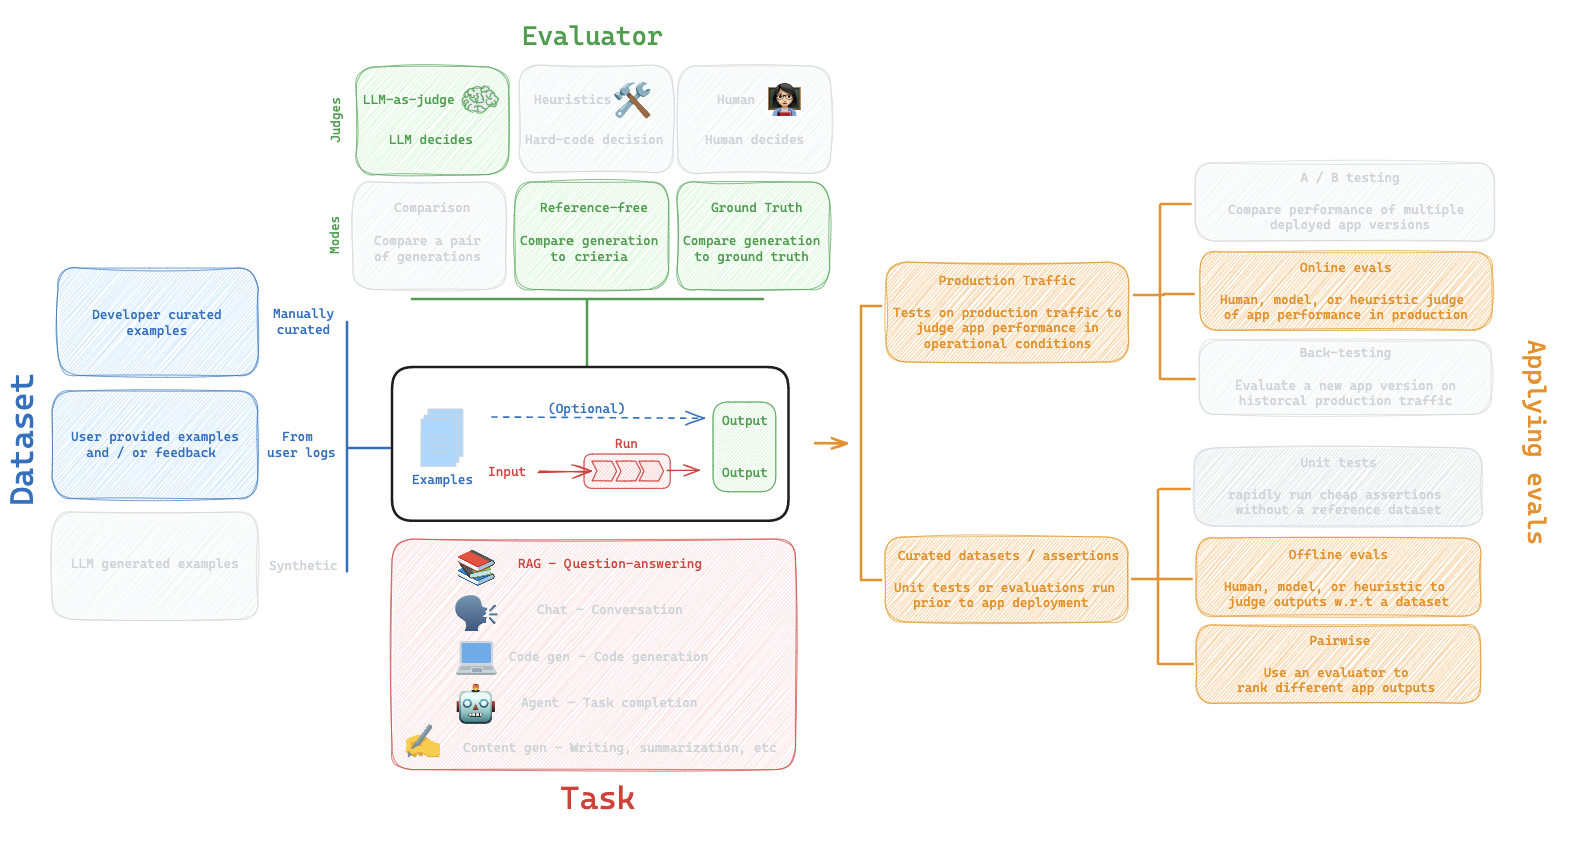 Evaluator
Judges
LLM-as-judge
LLM decides
Heuristics
Hard-code decision
Human
Human decides
Modes
Comparison
Compare a pair
of generations
Reference-free
Compare generation
to crieria
Ground Truth
Compare generation
to ground truth
Dataset
Developer curated
examples
Manually
curated
User provided examples
and / or feedback
From
user logs
LLM generated examples
Synthetic
(Optional)
Output
Run
Input
Output
Examples
RAG - Question-answering
Chat - Conversation
Code gen - Code generation
Agent - Task completion
Content gen - Writing, summarization, etc
Task
Production Traffic
Tests on production traffic to
judge app performance in
operational conditions
Curated datasets / assertions
Unit tests or evaluations run
prior to app deployment
A / B testing
Compare performance of multiple
deployed app versions
Online evals
Human, model, or heuristic judge
of app performance in production
Back-testing
Evaluate a new app version on
historcal production traffic
Unit tests
rapidly run cheap assertions
without a reference dataset
Offline evals
Human, model, or heuristic to
judge outputs w.r.t a dataset
Pairwise
Use an evaluator to
rank different app outputs
Applying evals